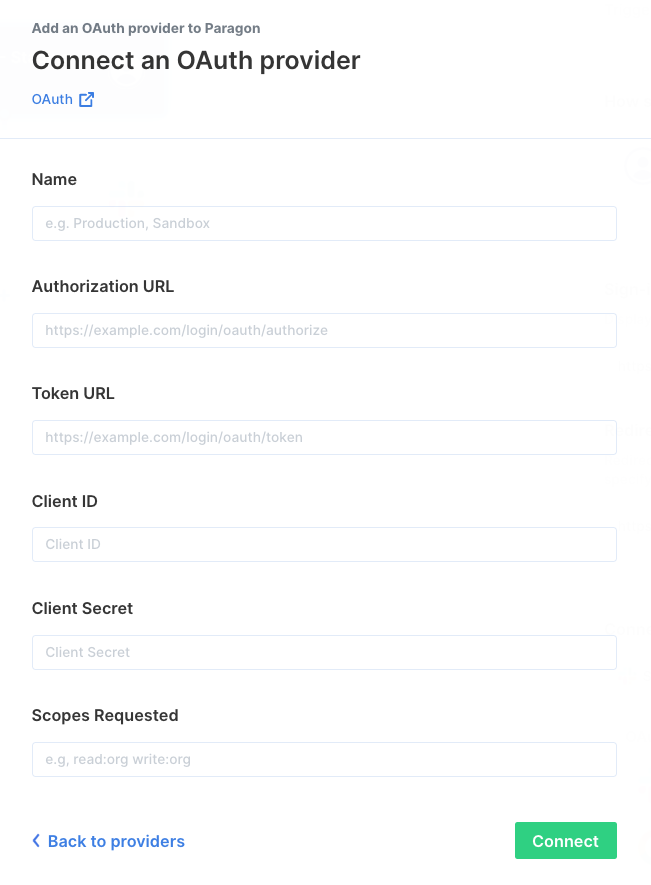 Add an OAuth provider to Paragon
Connect an OAuth provider
OAuth
Name
e.g. Production, Sandbox
Authorization URL
https://example.com/login/oauth/authorize
Token URL
https://example.com/login/oauth/token
Client ID
Client ID
Client Secret
Client Secret
Scopes Requested
e.g, read:org write:org
Back to providers
Connect